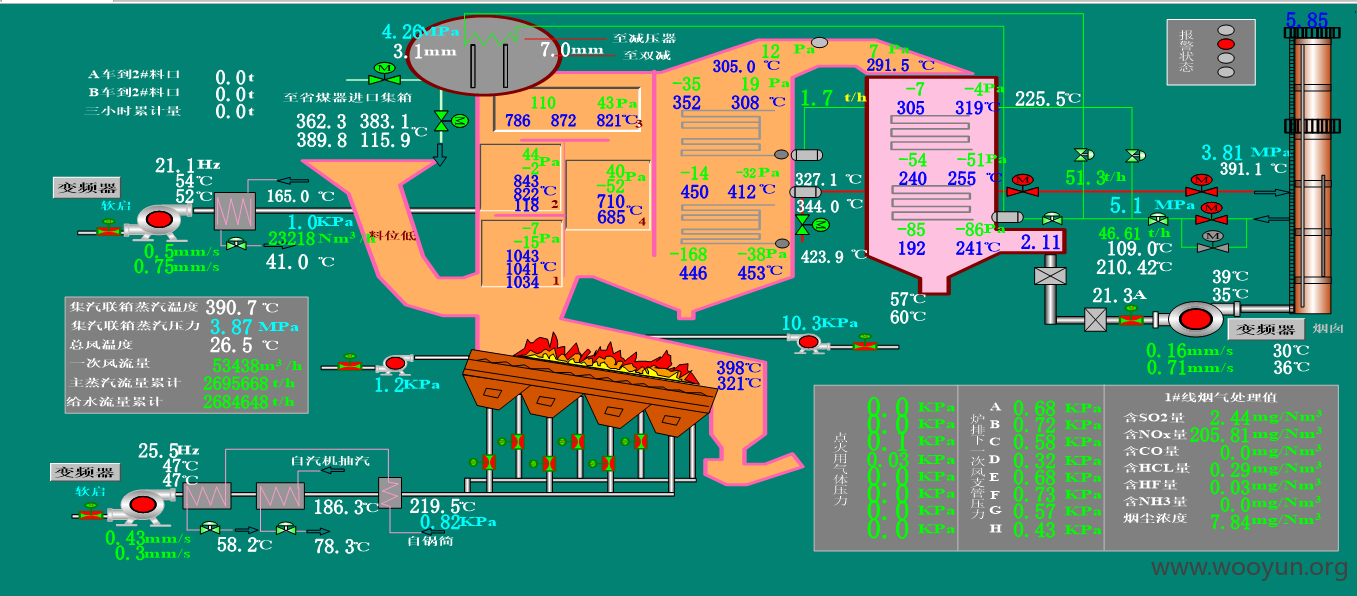 5.85
4.26MPa
至减压器
12 Pa
7 Pa
报警状态
3.1mm
7.0mm
至双减
305.0 ℃
291.5 ℃
A车到2#料口 0.0t
B车到2#料口 0.0t
三小时累计量 0.0t
至省煤器进口集箱
362.3 383.1 ℃
389.8 115.9
110 43Pa
786 872 821℃ 3
-35 19 Pa
352 308 ℃
1.7 t/h
-7 -4Pa
305 319℃
225.5℃
44
-2 Pa
843
823℃
118 2
40 Pa
-52
710
685 ℃ 4
-14 -32Pa
450 412 ℃
-54 -51Pa
240 255 ℃
327.1 ℃
344.0 ℃
423.9 ℃
51.3t/h
3.81 MPa
391.1 ℃
M
M
M
M
M
5.1 MPa
46.61 t/h
109.0℃
210.42℃
21.1Hz
54℃
52℃
变频器
软启
165.0 ℃
1.0KPa
23218Nm³/h
41.0 ℃
0.5mm/s
0.75mm/s
料位低
-7
-15Pa
1043
1041℃
1034 1
-168 -38Pa
446 453℃
-85 -86Pa
192 241℃
2.11
57℃
60℃
21.3A
39℃
35℃
变频器
烟囱
0.16mm/s
0.71mm/s
30℃
36℃
集汽联箱蒸汽温度 390.7 ℃
集汽联箱蒸汽压力 3.87 MPa
总风温度 26.5 ℃
一次风流量 53438m³/h
主蒸汽流量累计 2695668 t/h
给水流量累计 2684648 t/h
1.2KPa
10.3KPa
398℃
321℃
25.5Hz
47℃
47℃
变频器
软启
自汽机抽汽
186.3℃
219.5℃
0.82KPa
自锅筒
58.2℃
78.3℃
0.43mm/s
0.3mm/s
点火用气体压力
0.0 KPa
0.0 KPa
0.1 KPa
0.03 KPa
0.0 KPa
0.0 KPa
0.0 KPa
0.0 KPa
炉排下一次风支管压力
A 0.68 KPa
B 0.72 KPa
C 0.58 KPa
D 0.32 KPa
E 0.68 KPa
F 0.73 KPa
G 0.57 KPa
H 0.43 KPa
1#线烟气处理值
含SO2量 2.44mg/Nm³
含NOx量 205.81mg/Nm³
含CO量 0.0mg/Nm³
含HCL量 0.29mg/Nm³
含HF量 0.03mg/Nm³
含NH3量 0.0mg/Nm³
烟尘浓度 7.84mg/Nm³
www.wooyun.org